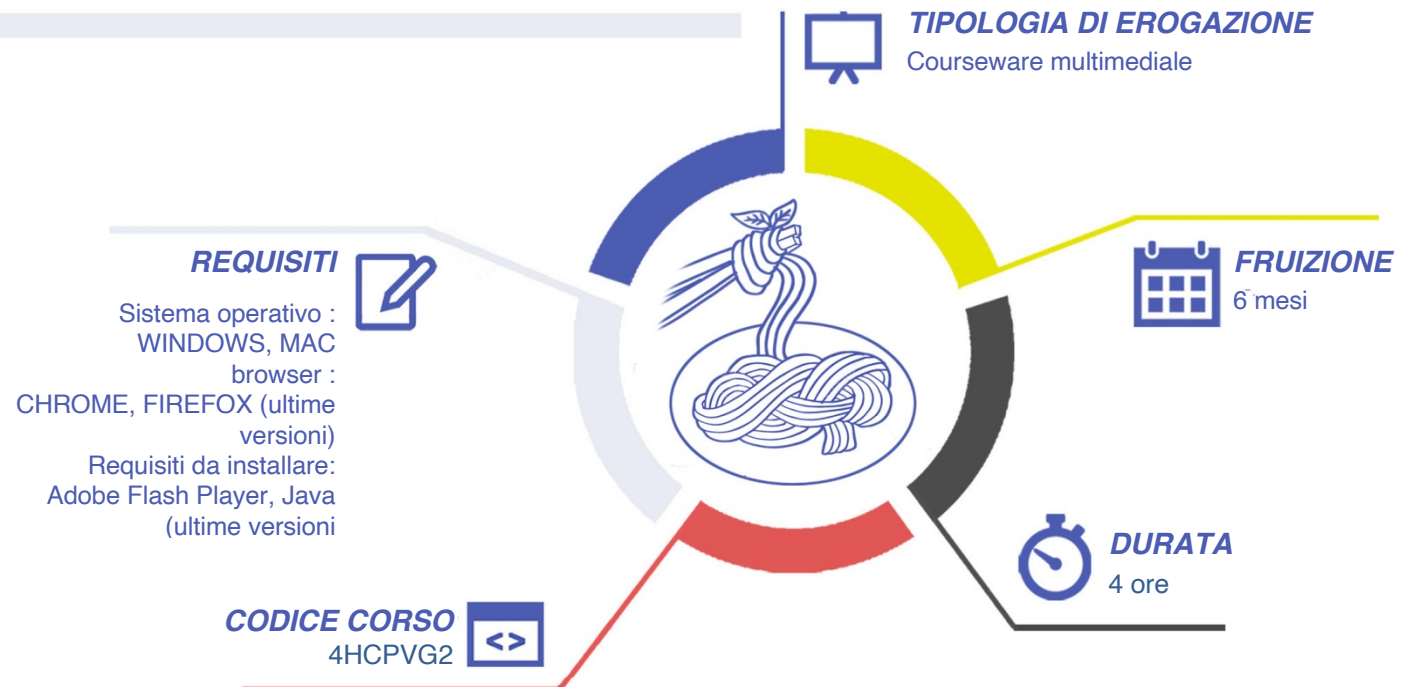 TIPOLOGIA DI EROGAZIONE
Courseware multimediale
REQUISITI
Sistema operativo :
WINDOWS, MAC
browser :
CHROME, FIREFOX (ultime
versioni)
Requisiti da installare:
Adobe Flash Player, Java
(ultime versioni
FRUIZIONE
6 mesi
DURATA
4 ore
CODICE CORSO
4HCPVG2
<>